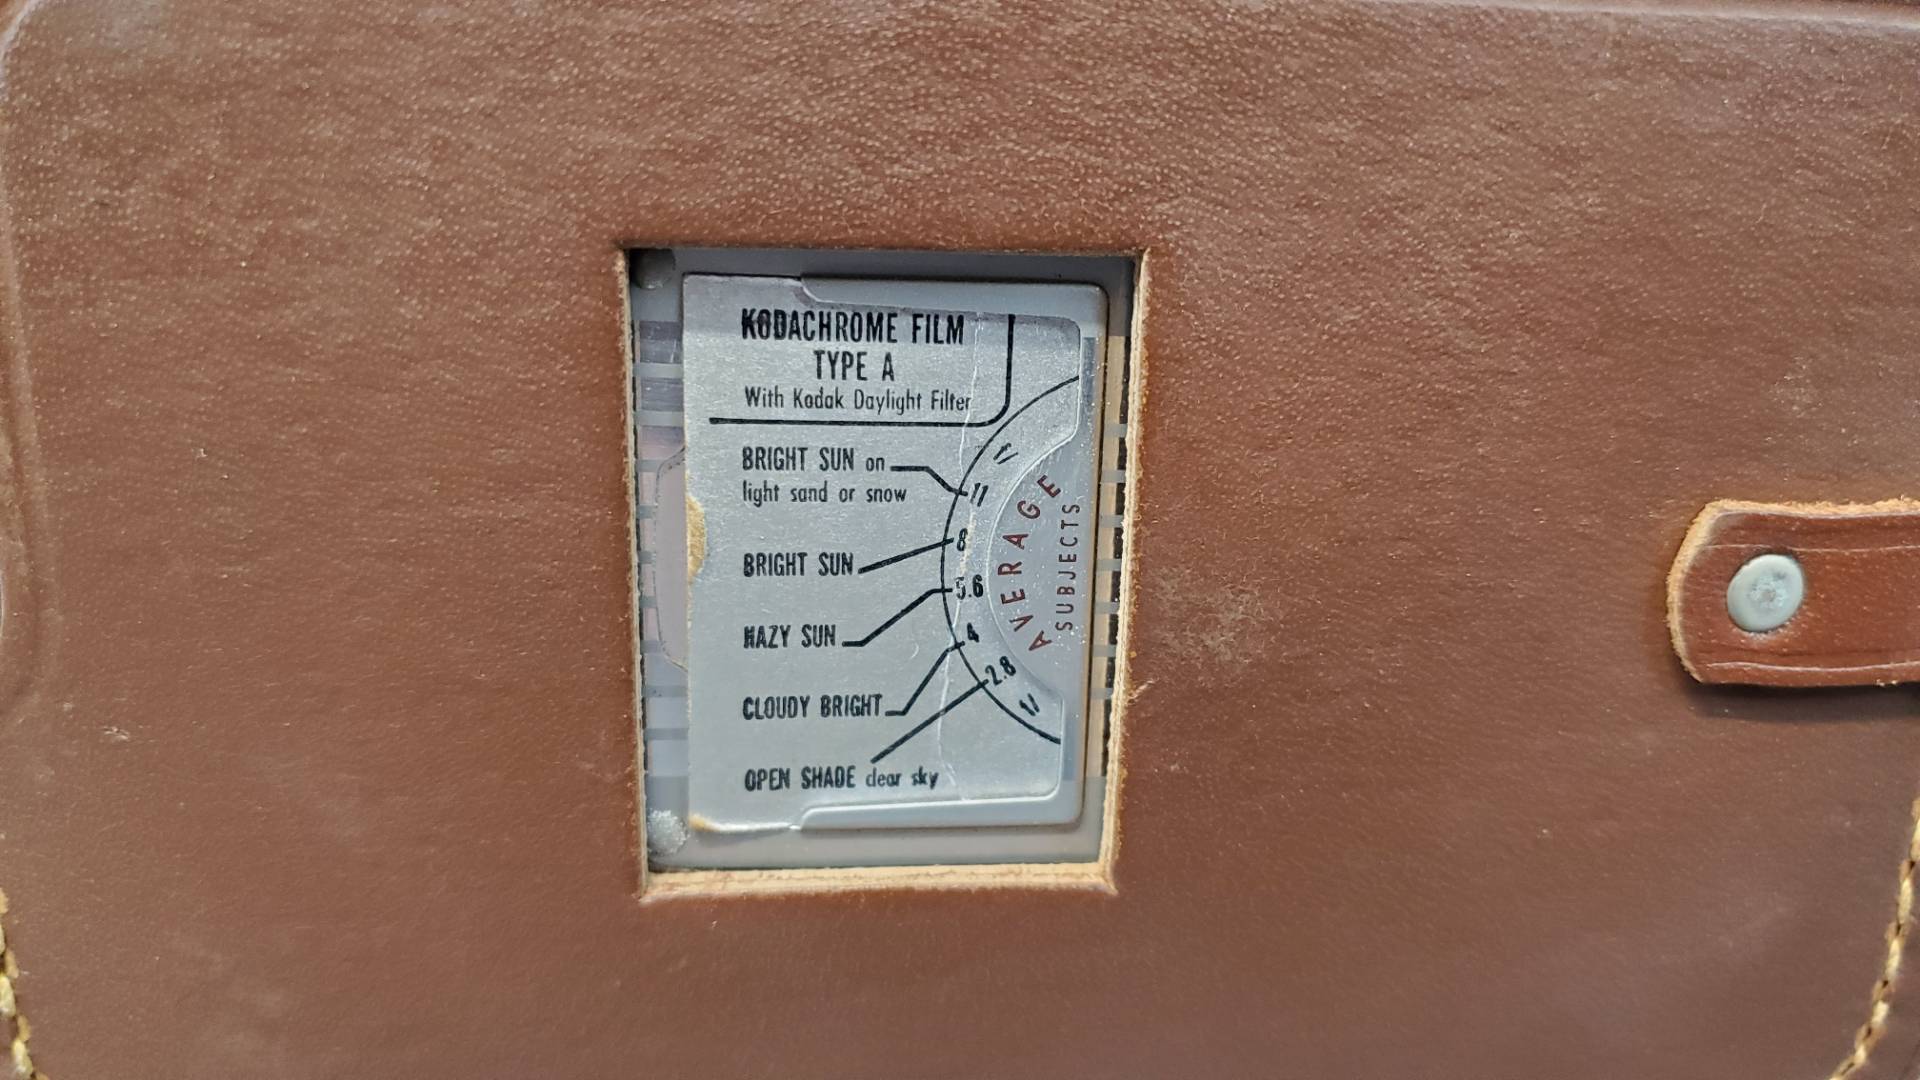 KODACHROME FILM
TYPE A
With Kodak Daylight Filter
BRIGHT SUN on
light sand or snow
BRIGHT SUN
HAZY SUN
CLOUDY BRIGHT
OPEN SHADE clear sky
11
8
5.6
4
2.8
AVERAGE
SUBJECTS